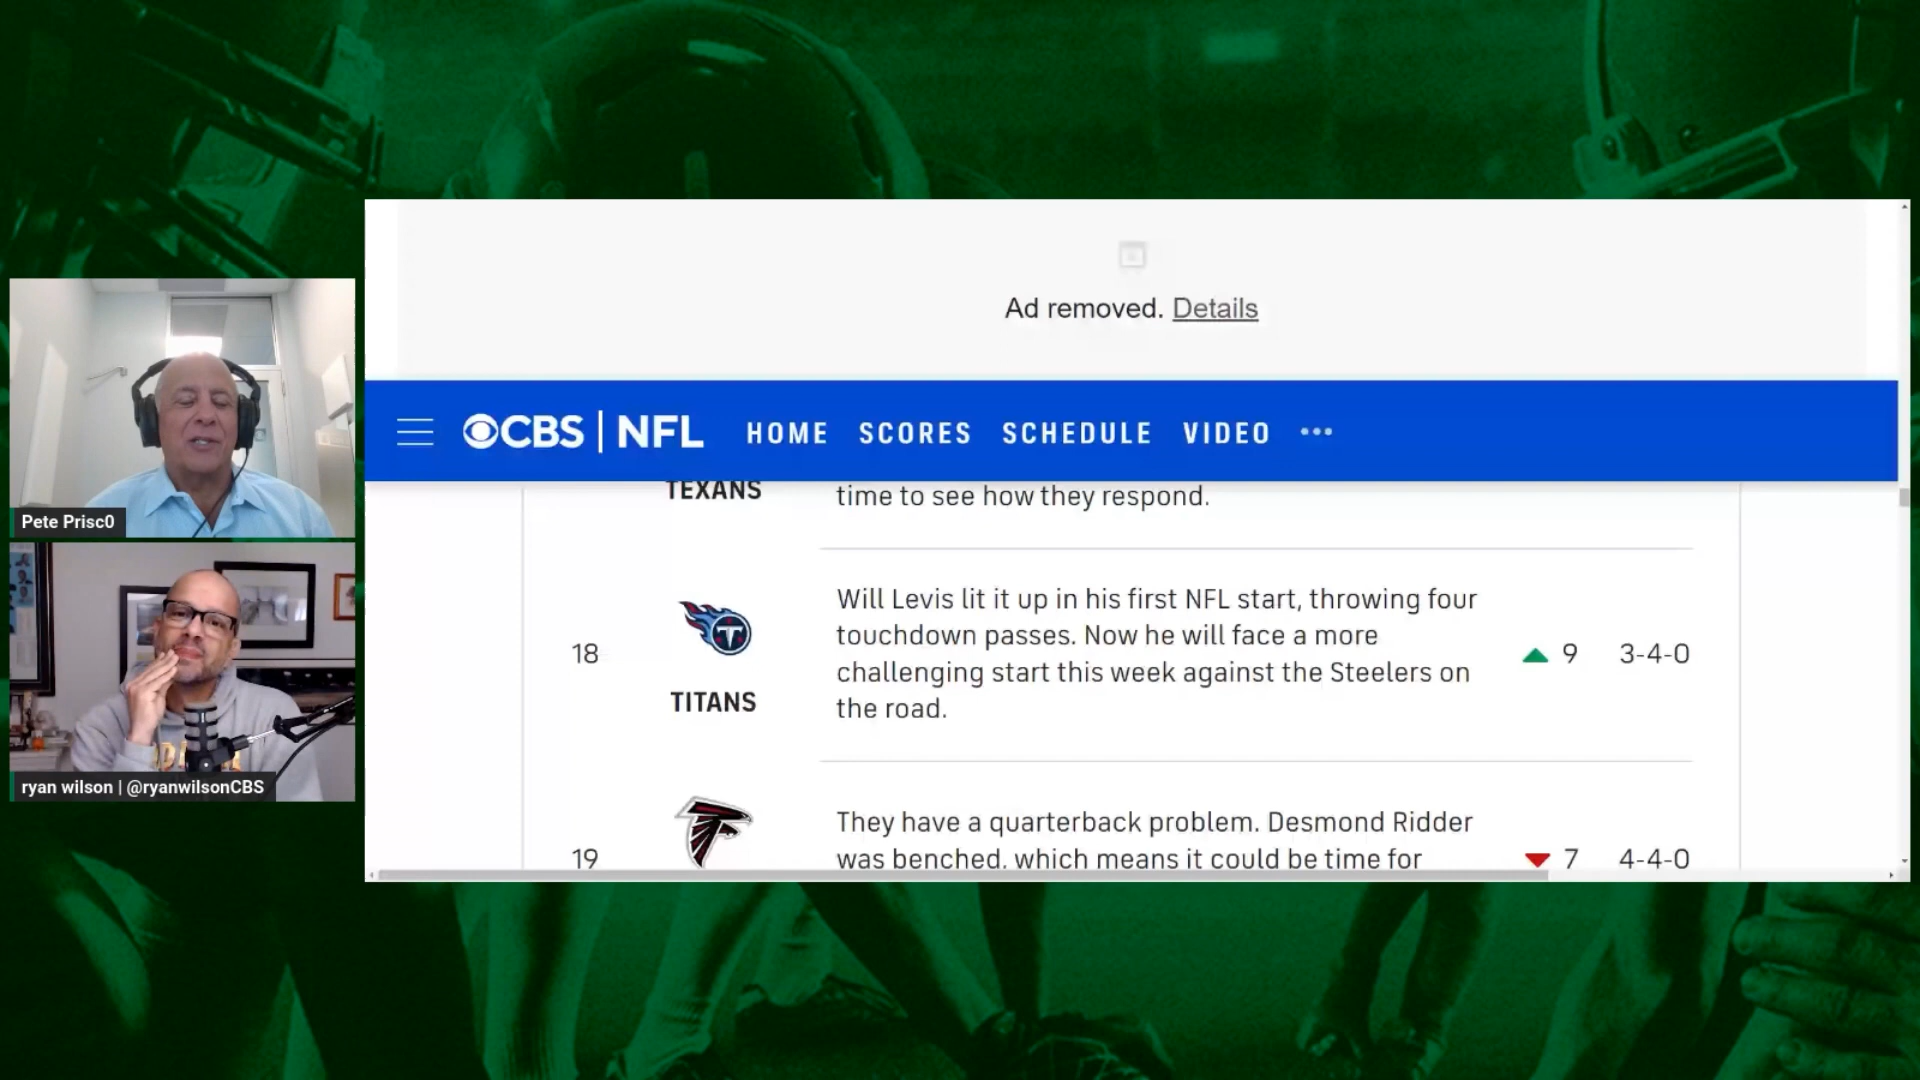 Ad removed. Details
CBS | NFL HOME SCORES SCHEDULE VIDEO •••
TEXANS
time to see how they respond.
18
TITANS
Will Levis lit it up in his first NFL start, throwing four
touchdown passes. Now he will face a more
challenging start this week against the Steelers on
the road.
9 3-4-0
19
They have a quarterback problem. Desmond Ridder
was benched, which means it could be time for
7 4-4-0
Pete Prisc0
ryan wilson | @ryanwilsonCBS